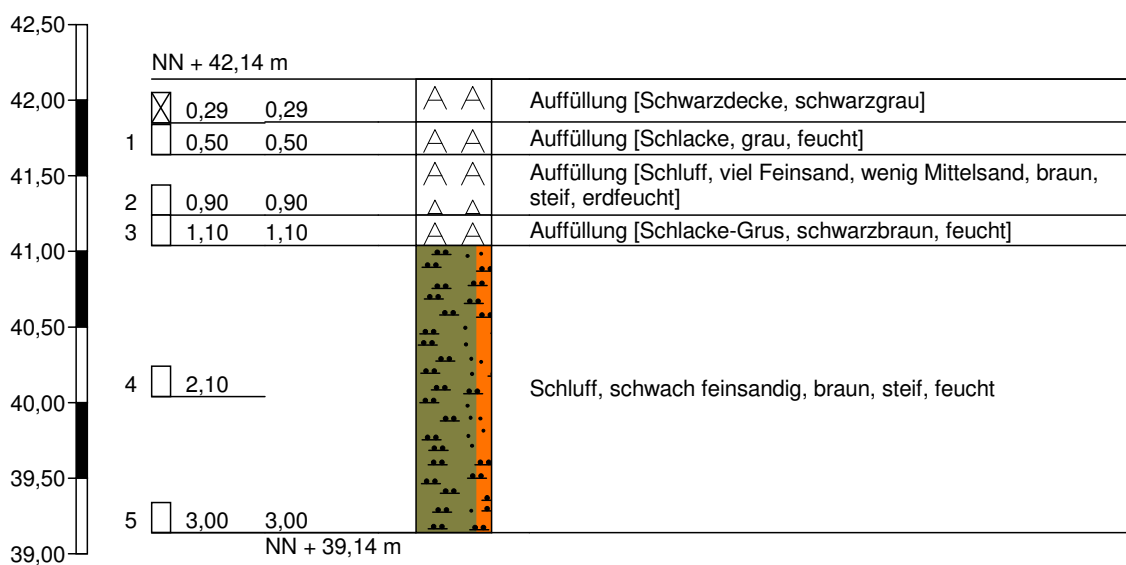 42,50
NN + 42,14 m
42,00
0,29 0,29 Auffüllung [Schwarzdecke, schwarzgrau]
1 0,50 0,50 Auffüllung [Schlacke, grau, feucht]
41,50
Auffüllung [Schluff, viel Feinsand, wenig Mittelsand, braun,
steif, erdfeucht]
2 0,90 0,90
3 1,10 1,10 Auffüllung [Schlacke-Grus, schwarzbraun, feucht]
41,00
40,50
4 2,10 Schluff, schwach feinsandig, braun, steif, feucht
40,00
39,50
5 3,00 3,00
NN + 39,14 m
39,00